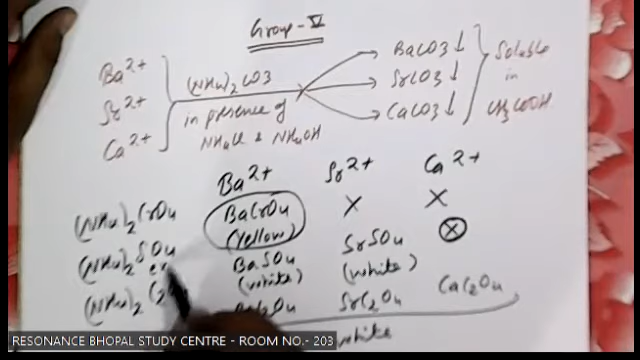 Group - V
Ba2+ (NH4)2CO3 BaCO3↓
Sr2+ in presence of SrCO3↓ Soluble in CH3COOH
Ca2+ NH4Cl & NH4OH CaCO3↓
Ba2+ Sr2+ Ca2+
(NH4)2CrO4 BaCrO4 (Yellow) X X
(NH4)2SO4 BaSO4 (white) SrSO4 (white) X
(NH4)2 SrC2O4 CaC2O4
white
RESONANCE BHOPAL STUDY CENTRE - ROOM NO.- 203